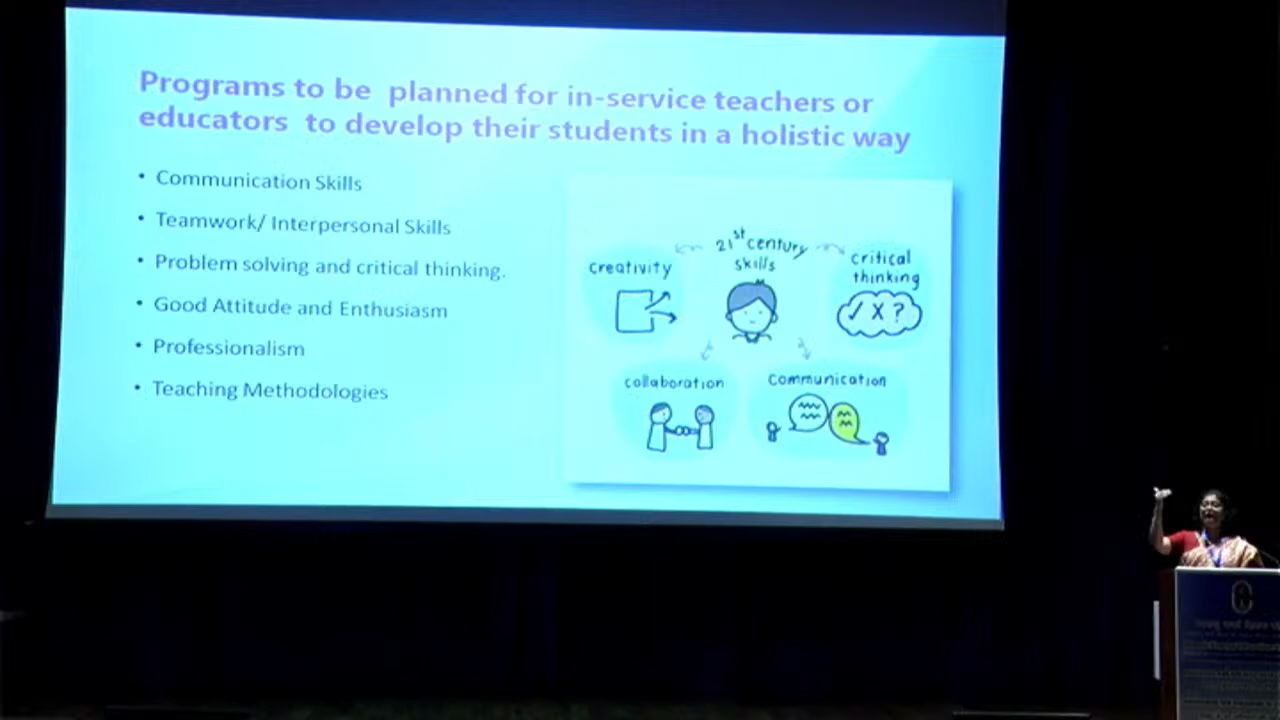 Programs to be planned for in-service teachers or
educators to develop their students in a holistic way
• Communication Skills
• Teamwork/ Interpersonal Skills
• Problem solving and critical thinking.
• Good Attitude and Enthusiasm
• Professionalism
• Teaching Methodologies
21st century
skills
creativity
critical
thinking
✓ X ?
collaboration
communication